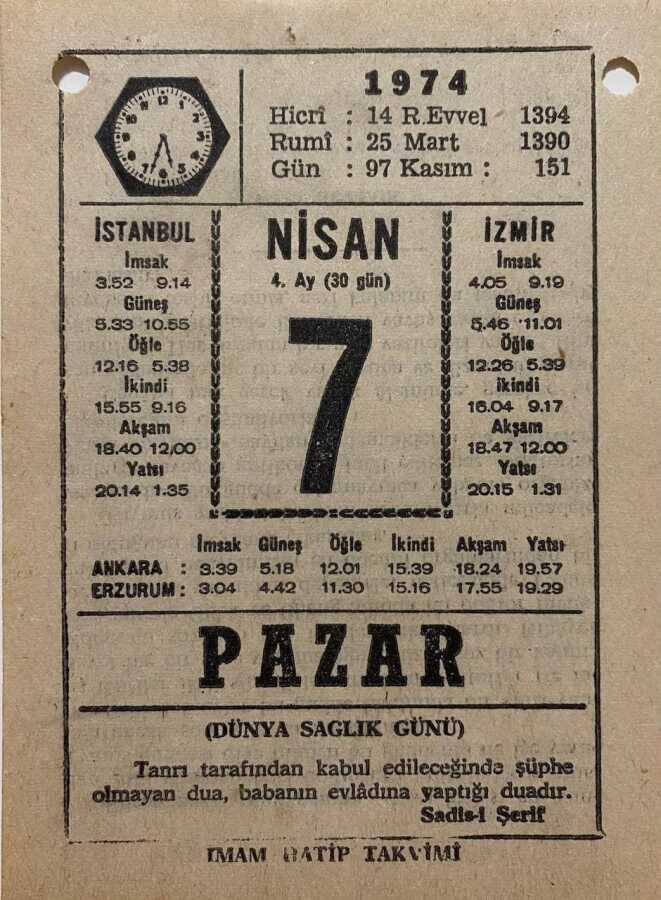 1974
Hicrî : 14 R.Evvel 1394
Rumî : 25 Mart 1390
Gün : 97 Kasım : 151
İSTANBUL
İmsak
3.52 9.14
Güneş
5.33 10.55
Öğle
12.16 5.38
İkindi
15.55 9.16
Akşam
18.40 12,00
Yatsı
20.14 1.35
NİSAN
4. Ay (30 gün)
7
İZMİR
İmsak
4.05 9.19
Güneş
5.46 11.01
Öğle
12.26 5.39
ikindi
16.04 9.17
Akşam
18.47 12.00
Yatsı
20.15 1.31
İmsak Güneş Öğle İkindi Akşam Yatsı
ANKARA : 3.39 5.18 12.01 15.39 18.24 19.57
ERZURUM : 3.04 4.42 11.30 15.16 17.55 19.29
PAZAR
(DÜNYA SAGLIK GÜNÜ)
Tanrı tarafından kabul edileceğinde şüphe
olmayan dua, babanın evlâdına yaptığı duadır.
Sadis-i Şerif
İMAM HATİP TAKVİMİ